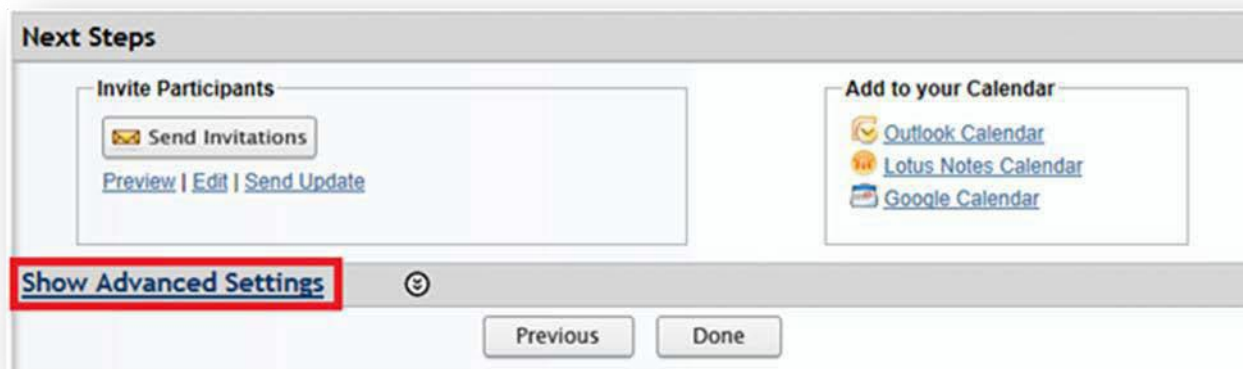 Next Steps
Invite Participants
Send Invitations
Preview | Edit | Send Update
Add to your Calendar
Outlook Calendar
Lotus Notes Calendar
Google Calendar
Show Advanced Settings
Previous
Done